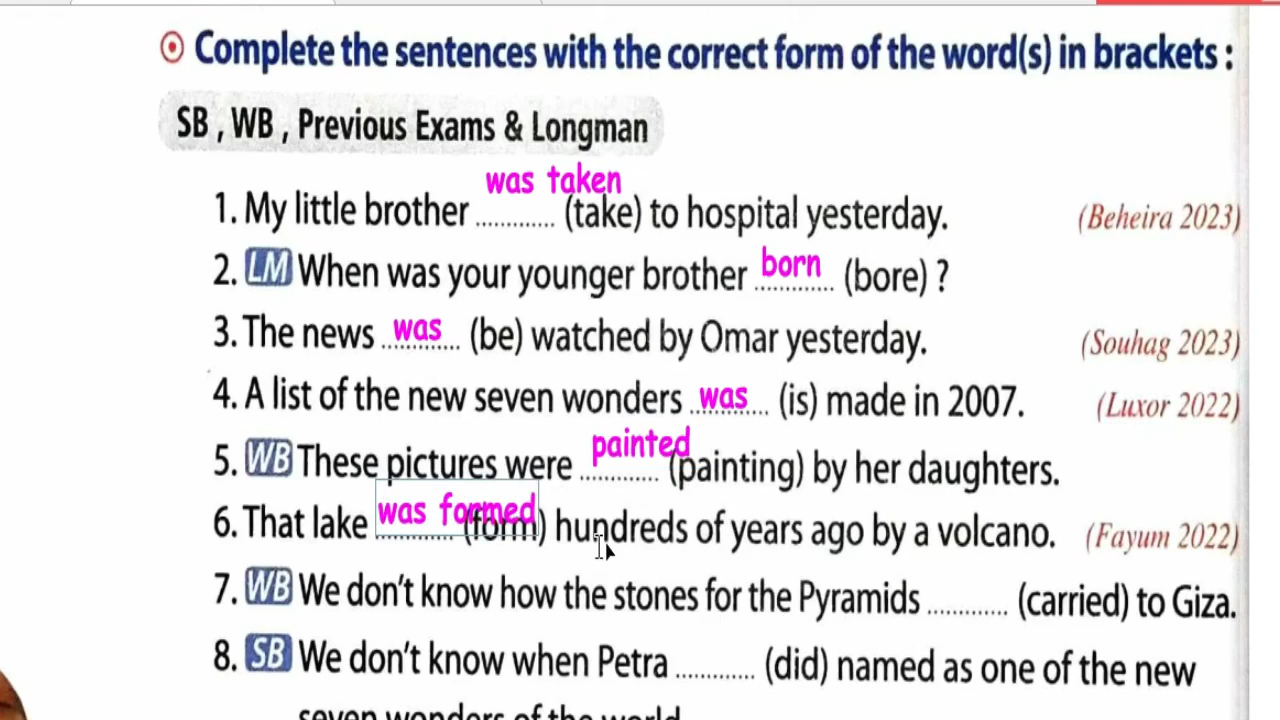 Complete the sentences with the correct form of the word(s) in brackets :
SB , WB , Previous Exams & Longman
was taken
1. My little brother ............. (take) to hospital yesterday. (Beheira 2023)
2. LM When was your younger brother born (bore) ?
3. The news was (be) watched by Omar yesterday. (Souhag 2023)
4. A list of the new seven wonders was (is) made in 2007. (Luxor 2022)
painted
5. WB These pictures were ............. (painting) by her daughters.
was formed
6. That lake ............. (form) hundreds of years ago by a volcano. (Fayum 2022)
7. WB We don't know how the stones for the Pyramids ............. (carried) to Giza.
8. SB We don't know when Petra ............. (did) named as one of the new
seven wonders of the world.